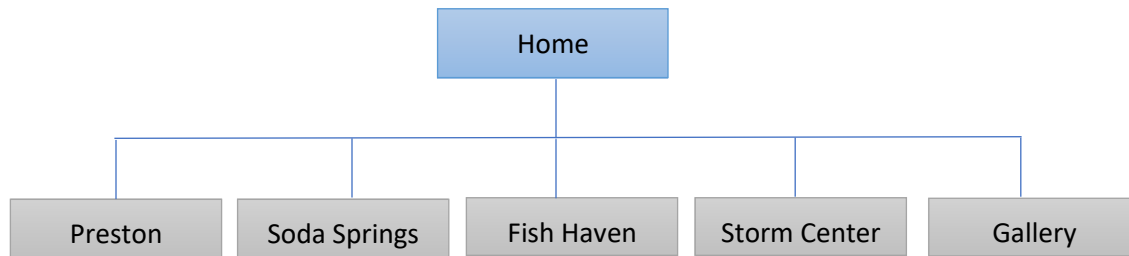 Home
Preston
Soda Springs
Fish Haven
Storm Center
Gallery